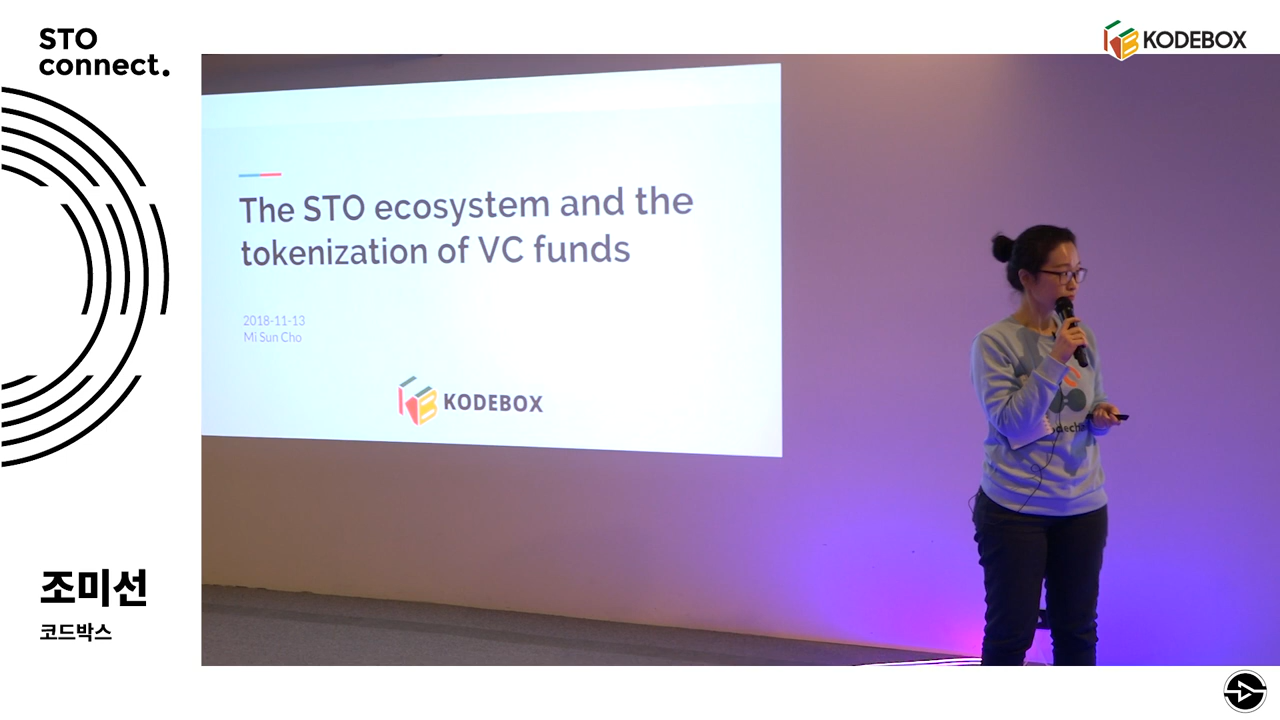 STO
connect.
KODEBOX
The STO ecosystem and the
tokenization of VC funds
2018-11-13
Mi Sun Cho
KODEBOX
조미선
코드박스